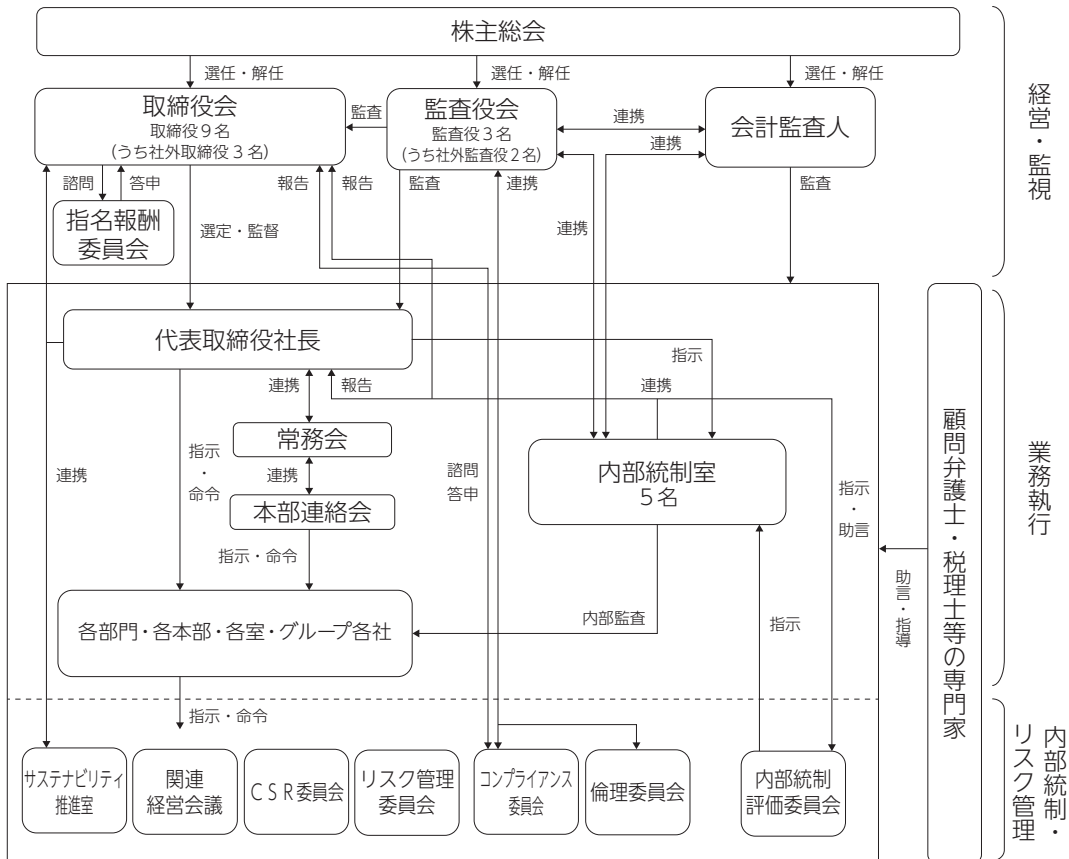 株主総会
選任・解任
選任・解任
選任・解任
取締役会
取締役９名
(うち社外取締役３名)
監査
監査役会
監査役３名
(うち社外監査役２名)
連携
連携
会計監査人
諮問
答申
報告
報告
監査
連携
監査
指名報酬
委員会
選定・監督
連携
経営・監視
代表取締役社長
指示
連携
報告
連携
常務会
連携
指示
・
命令
連携
本部連絡会
諮問
答申
内部統制室
５名
指示
・
助言
指示・命令
各部門・各本部・各室・グループ各社
内部監査
指示
助言・指導
顧問弁護士・税理士等の専門家
業務執行
指示・命令
サステナビリティ
推進室
関連
経営会議
ＣＳＲ委員会
リスク管理
委員会
コンプライアンス
委員会
倫理委員会
内部統制
評価委員会
内部統制・
リスク管理